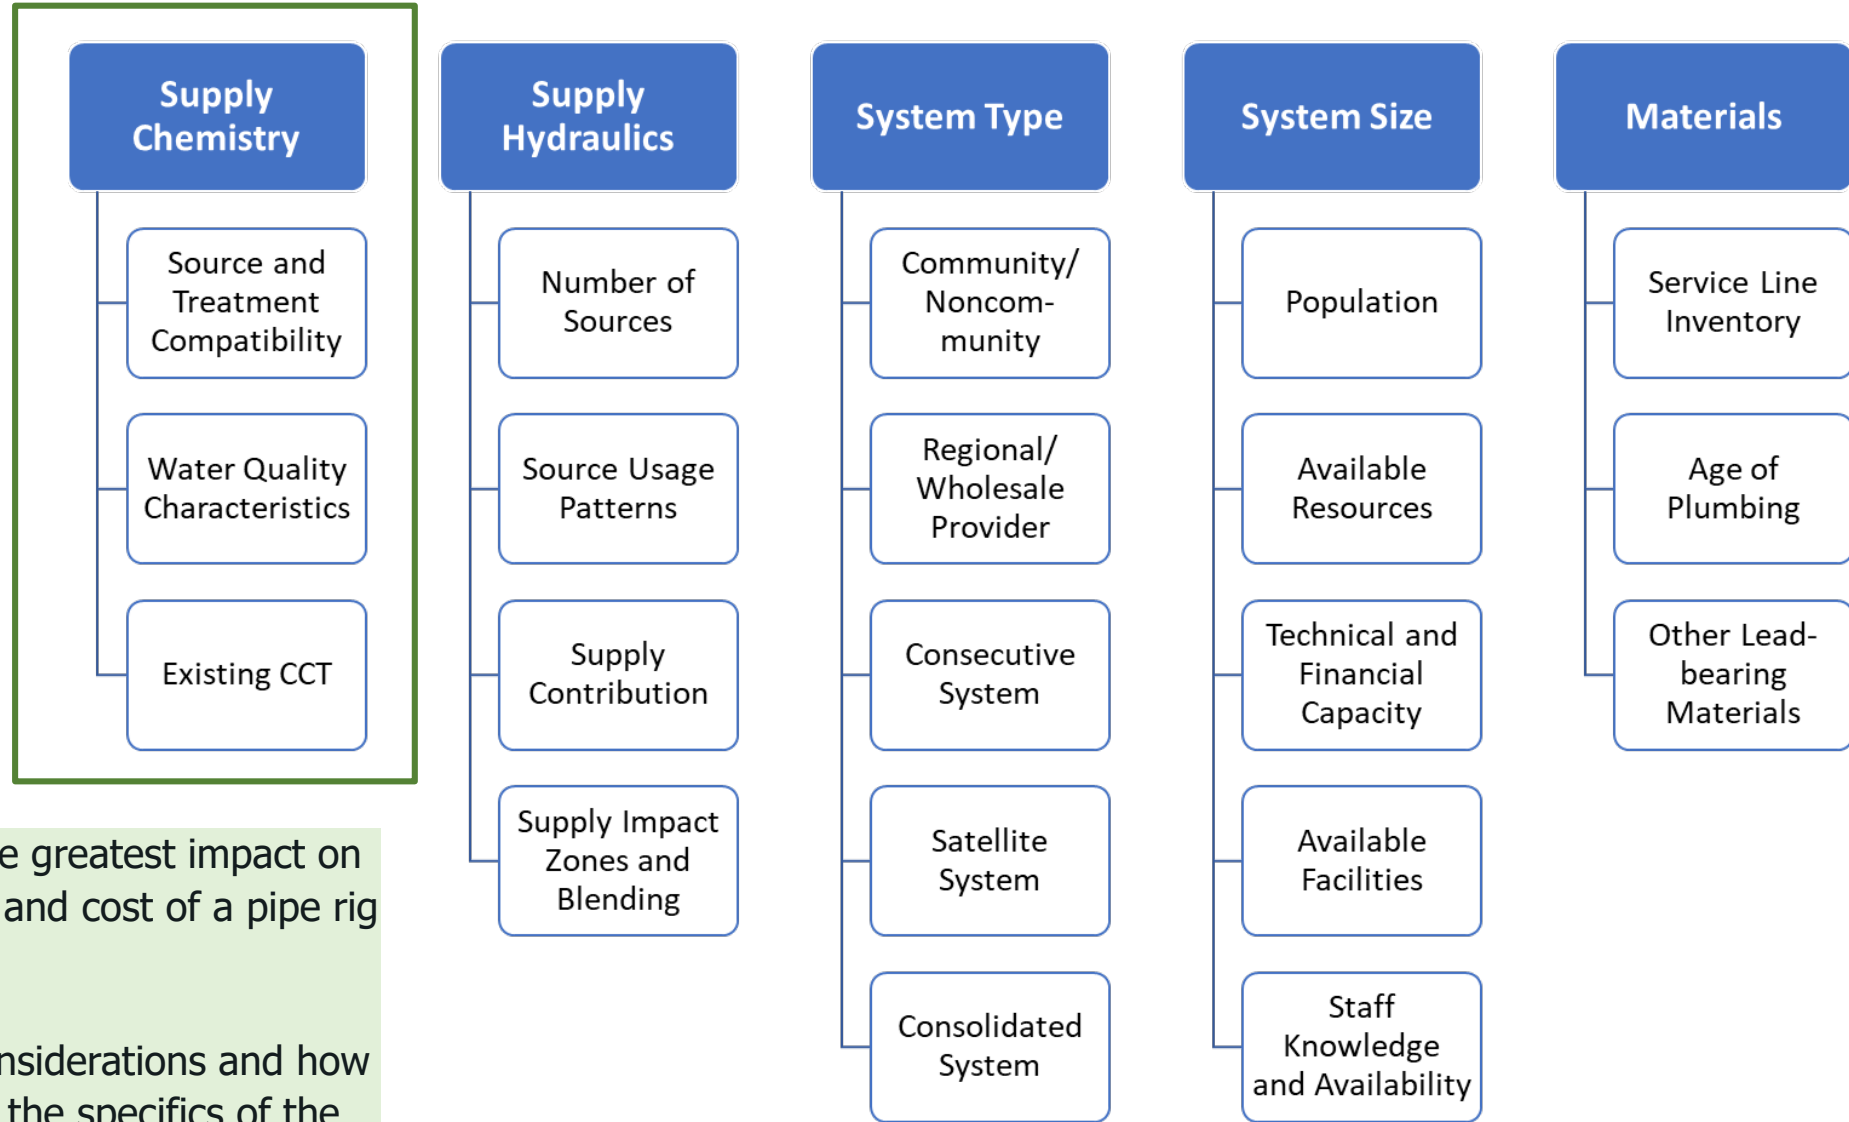 Supply
Chemistry
Source and
Treatment
Compatibility
Water Quality
Characteristics
Existing CCT
Supply
Hydraulics
Number of
Sources
Source Usage
Patterns
Supply
Contribution
Supply Impact
Zones and
Blending
System Type
Community/
Noncom-
munity
Regional/
Wholesale
Provider
Consecutive
System
Satellite
System
Consolidated
System
System Size
Population
Available
Resources
Technical and
Financial
Capacity
Available
Facilities
Staff
Knowledge
and Availability
Materials
Service Line
Inventory
Age of
Plumbing
Other Lead-
bearing
Materials
greatest impact on
and cost of a pipe rig
and how
the specifics of the